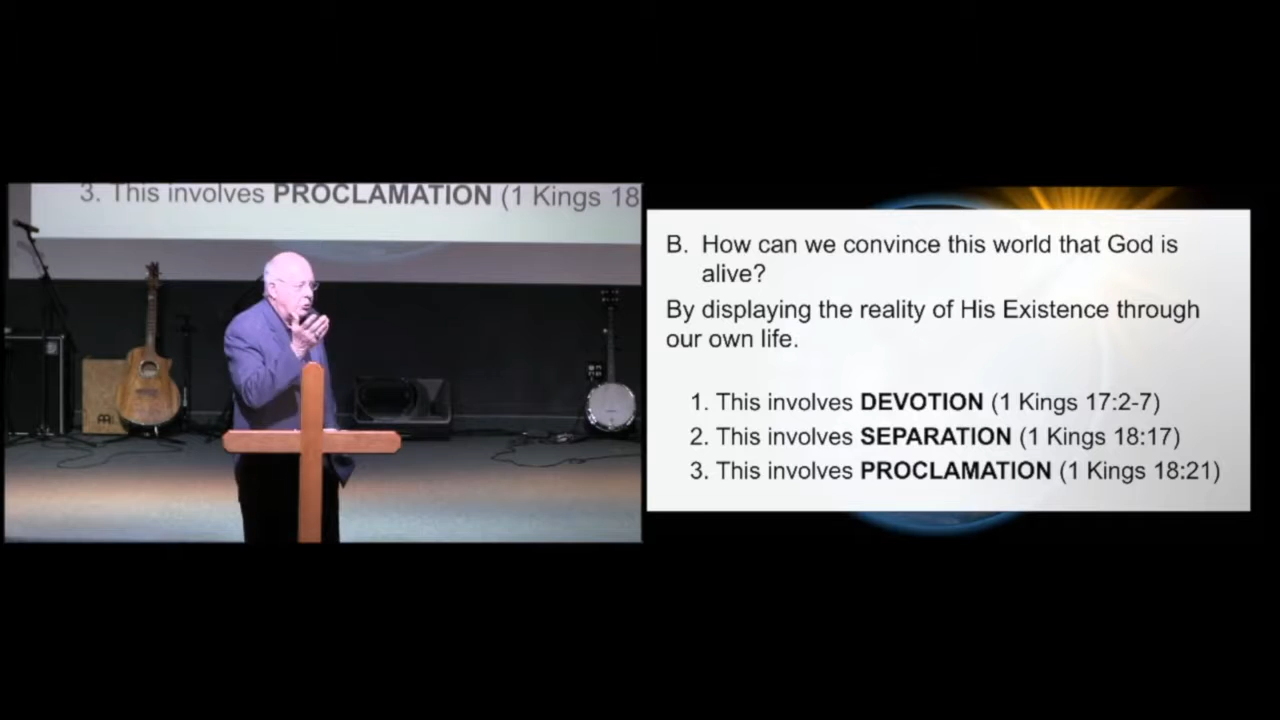 3. This involves PROCLAMATION (1 Kings 18
B. How can we convince this world that God is
alive?
By displaying the reality of His Existence through
our own life.
1. This involves DEVOTION (1 Kings 17:2-7)
2. This involves SEPARATION (1 Kings 18:17)
3. This involves PROCLAMATION (1 Kings 18:21)